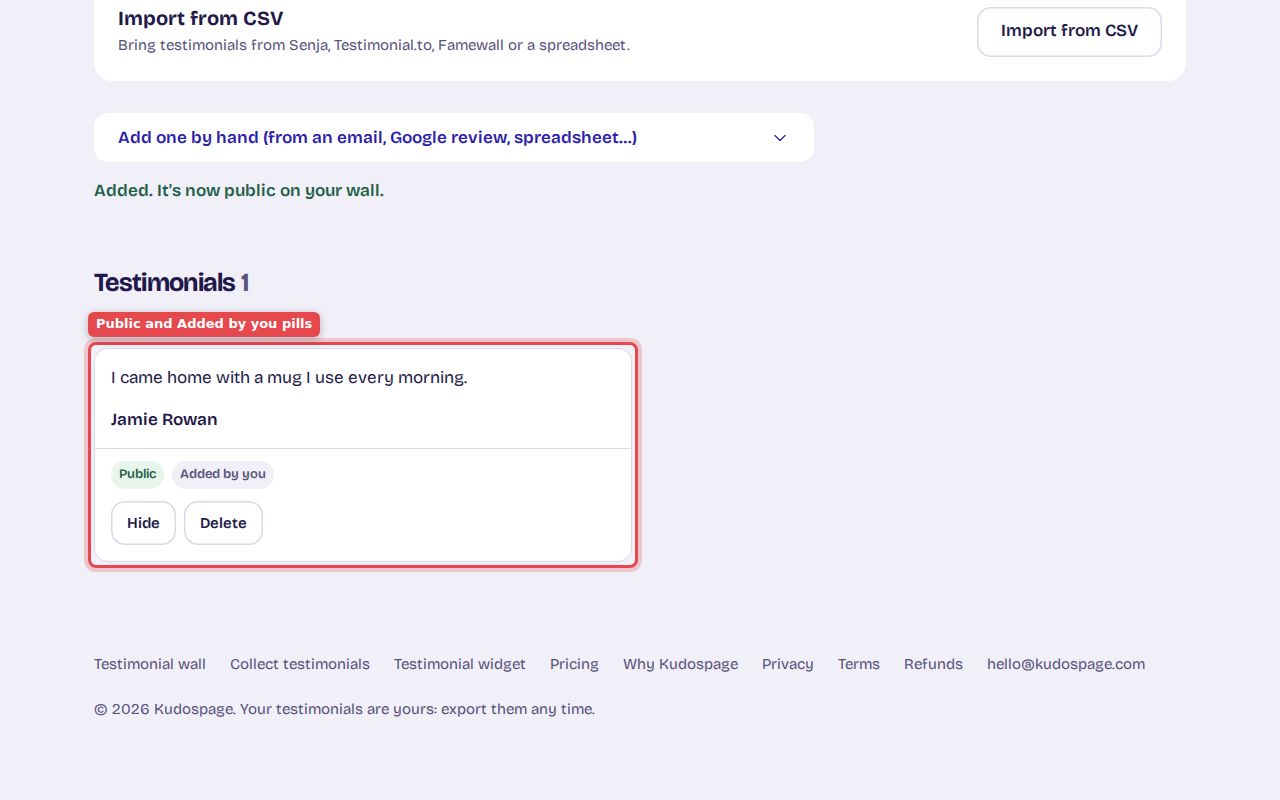 Import from CSV
Bring testimonials from Senja, Testimonial.to, Famewall or a spreadsheet.
Import from CSV
Add one by hand (from an email, Google review, spreadsheet…)
Added. It's now public on your wall.
Testimonials 1
Public and Added by you pills
I came home with a mug I use every morning.
Jamie Rowan
Public Added by you
Hide Delete
Testimonial wall Collect testimonials Testimonial widget Pricing Why Kudospage Privacy Terms Refunds hello@kudospage.com
© 2026 Kudospage. Your testimonials are yours: export them any time.